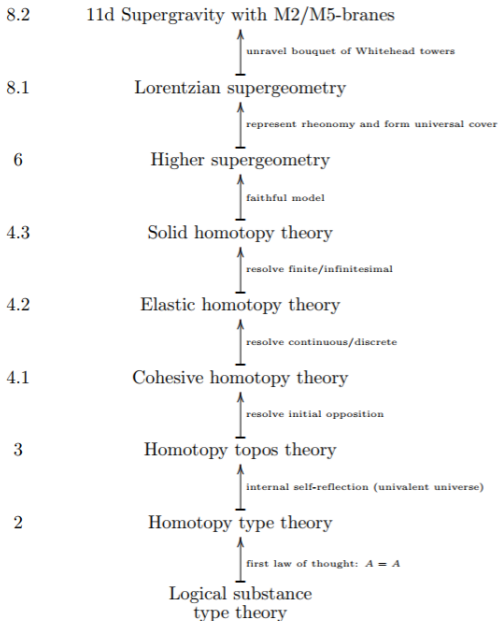 8.2 11d Supergravity with M2/M5-branes
unravel bouquet of Whitehead towers
8.1 Lorentzian supergeometry
represent rheonomy and form universal cover
6 Higher supergeometry
faithful model
4.3 Solid homotopy theory
resolve finite/infinitesimal
4.2 Elastic homotopy theory
resolve continuous/discrete
4.1 Cohesive homotopy theory
resolve initial opposition
3 Homotopy topos theory
internal self-reflection (univalent universe)
2 Homotopy type theory
first law of thought: A = A
Logical substance
type theory